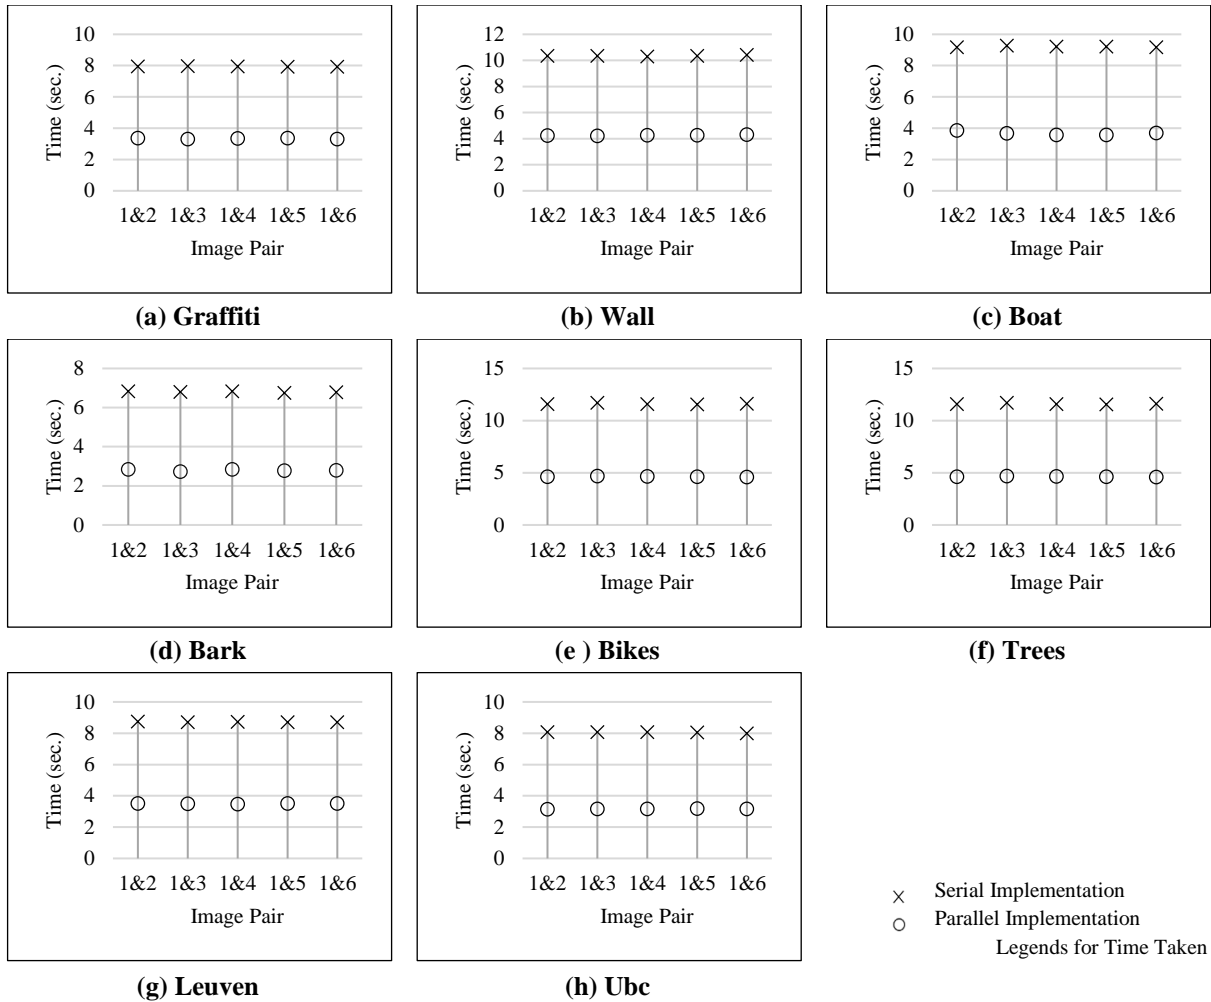 10
8
6
4
2
0
Time (sec.)
1&2 1&3 1&4 1&5 1&6
Image Pair
(a) Graffiti
12
10
8
6
4
2
0
Time (sec.)
1&2 1&3 1&4 1&5 1&6
Image Pair
(b) Wall
10
8
6
4
2
0
Time (sec.)
1&2 1&3 1&4 1&5 1&6
Image Pair
(c) Boat
8
6
4
2
0
Time (sec.)
1&2 1&3 1&4 1&5 1&6
Image Pair
(d) Bark
15
10
5
0
Time (sec.)
1&2 1&3 1&4 1&5 1&6
Image Pair
(e ) Bikes
15
10
5
0
Time (sec.)
1&2 1&3 1&4 1&5 1&6
Image Pair
(f) Trees
10
8
6
4
2
0
Time (sec.)
1&2 1&3 1&4 1&5 1&6
Image Pair
(g) Leuven
10
8
6
4
2
0
Time (sec.)
1&2 1&3 1&4 1&5 1&6
Image Pair
(h) Ubc
Serial Implementation
Parallel Implementation
Legends for Time Taken